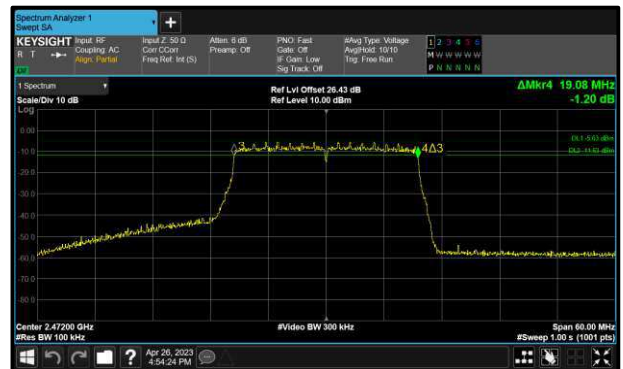 Spectrum Analyzer 1
Swept SA
KEYSIGHT
R T
Input: RF
Coupling: AC
Align: Partial
Input Z: 50 Ω
Corr CCorr
Freq Ref: Int (S)
Atten: 6 dB
Preamp: Off
PNO: Fast
Gate: Off
IF Gain: Low
Sig Track: Off
#Avg Type: Voltage
Avg|Hold: 10/10
Trig: Free Run
1 2 3 4 5 6
M W W W W W
P N N N N N
1 Spectrum
Scale/Div 10 dB
Ref Lvl Offset 26.43 dB
Ref Level 10.00 dBm
ΔMkr4 19.08 MHz
-1.20 dB
Log
0.00
-10.0
-20.0
-30.0
-40.0
-50.0
-60.0
-70.0
-80.0
3
4Δ3
DL1 -5.63 dBm
DL2 -11.63 dBm
Center 2.47200 GHz
#Res BW 100 kHz
#Video BW 300 kHz
Span 60.00 MHz
#Sweep 1.00 s (1001 pts)
?
Apr 26, 2023
4:54:24 PM